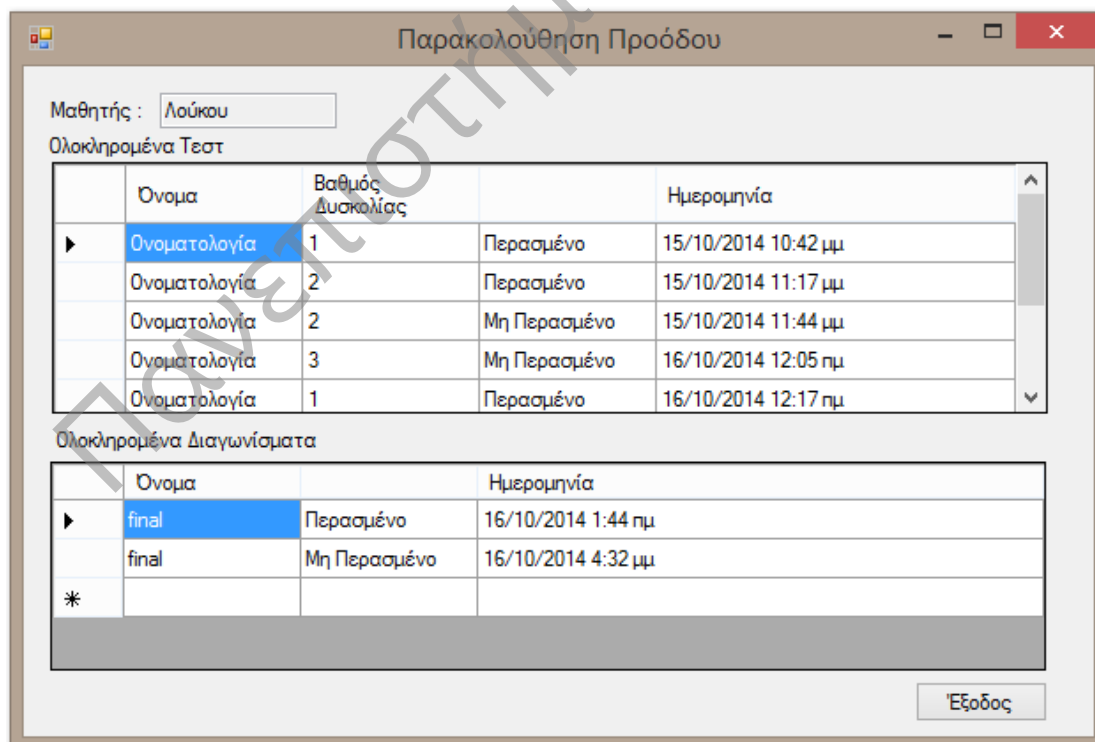 Παρακολούθηση Προόδου
Μαθητής : Λούκου
Ολοκληρομένα Τεστ
Όνομα Βαθμός Δυσκολίας Ημερομηνία
Ονοματολογία 1 Περασμένο 15/10/2014 10:42 μμ
Ονοματολογία 2 Περασμένο 15/10/2014 11:17 μμ
Ονοματολογία 2 Μη Περασμένο 15/10/2014 11:44 μμ
Ονοματολογία 3 Μη Περασμένο 16/10/2014 12:05 πμ
Ονοματολογία 1 Περασμένο 16/10/2014 12:17 πμ
Ολοκληρομένα Διαγωνίσματα
Όνομα Ημερομηνία
final Περασμένο 16/10/2014 1:44 πμ
final Μη Περασμένο 16/10/2014 4:32 μμ
Έξοδος